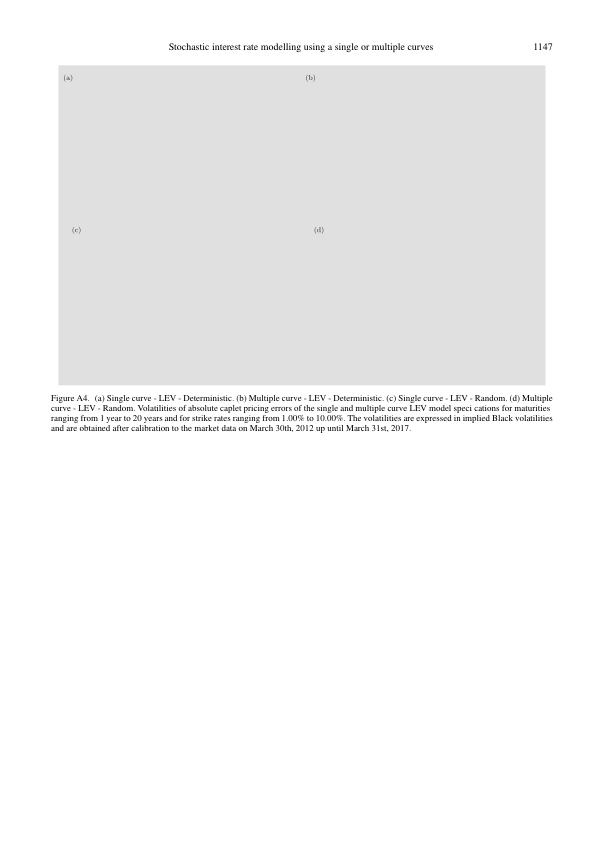 Stochastic interest rate modelling using a single or multiple curves 1147
(a) (b)
(c) (d)
Figure A4. (a) Single curve - LEV - Deterministic. (b) Multiple curve - LEV - Deterministic. (c) Single curve - LEV - Random. (d) Multiple
curve - LEV - Random. Volatilities of absolute caplet pricing errors of the single and multiple curve LEV model speci cations for maturities
ranging from 1 year to 20 years and for strike rates ranging from 1.00% to 10.00%. The volatilities are expressed in implied Black volatilities
and are obtained after calibration to the market data on March 30th, 2012 up until March 31st, 2017.